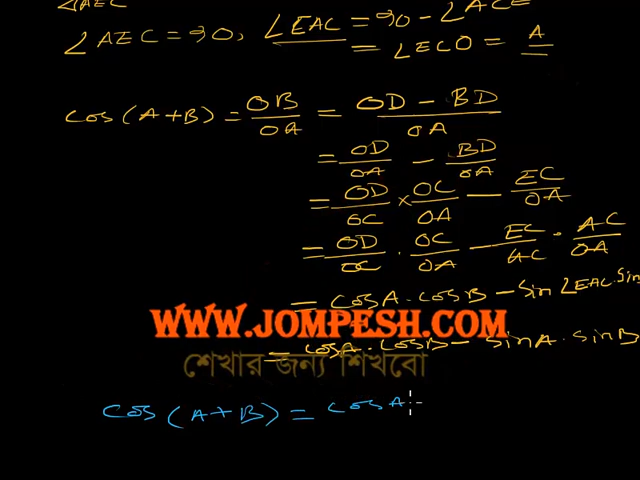 ∠AEC
∠AEC = 90, ∠EAC = 90 - ∠ACE
= ∠ECO = A
cos(A+B) = OB/OA = OD - BD/OA
= OD/OA - BD/OA
= OD/OC × OC/OA - EC/OA
= OD/OC · OC/OA - EC/AC · AC/OA
= cosA · cosB - sin∠EAC · sin
WWW.JOMPESH.COM
= cosA · cosB - sinA · sinB
শেখার জন্য শিখবো
cos(A+B) = cosA